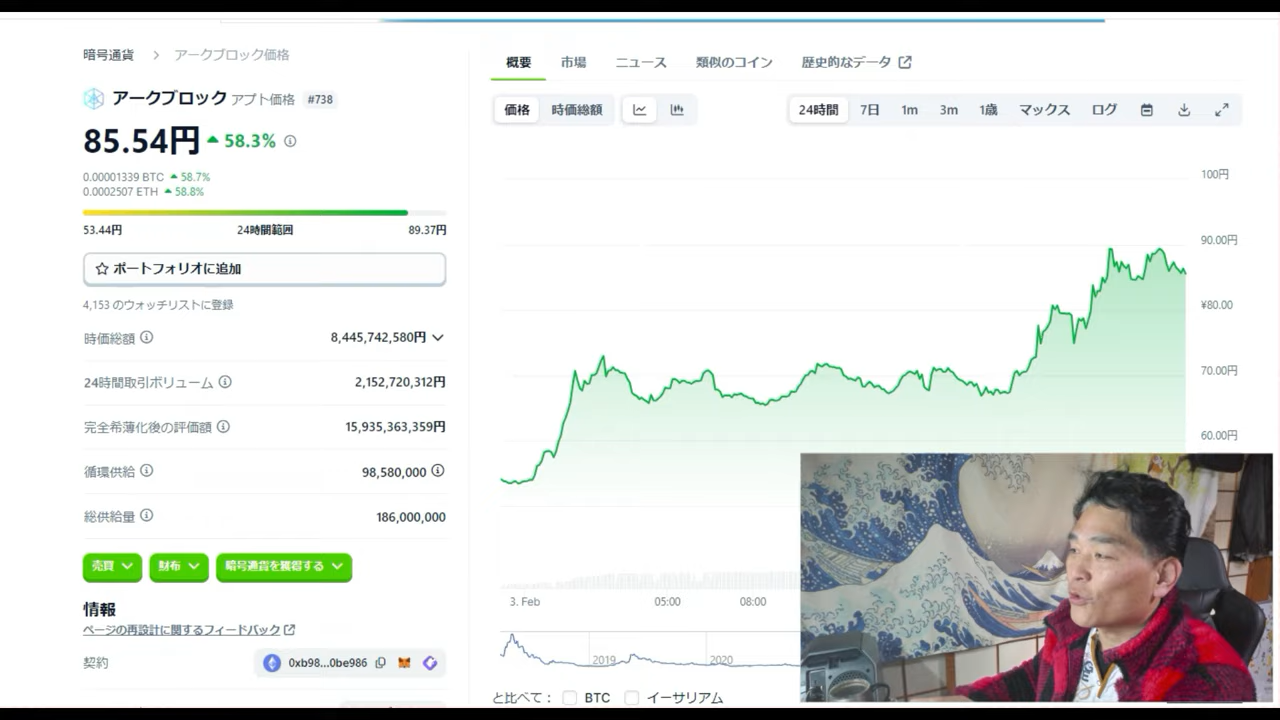 暗号通貨 > アークブロック価格
アークブロック アプト価格 #738
85.54円 58.3%
0.00001339 BTC 58.7%
0.0002507 ETH 58.8%
53.44円 24時間範囲 89.37円
ポートフォリオに追加
4,153 のウォッチリストに登録
時価総額 8,445,742,580円
24時間取引ボリューム 2,152,720,312円
完全希薄化後の評価額 15,935,363,359円
循環供給 98,580,000
総供給量 186,000,000
売買 財布 暗号通貨を獲得する
情報
ページの再設計に関するフィードバック
契約 0xb98...0be986
概要 市場 ニュース 類似のコイン 歴史的なデータ
価格 時価総額 24時間 7日 1m 3m 1歳 マックス ログ
100円
90.00円
¥80.00
70.00円
60.00円
3. Feb 05:00 08:00
2019 2020
と比べて： BTC イーサリアム